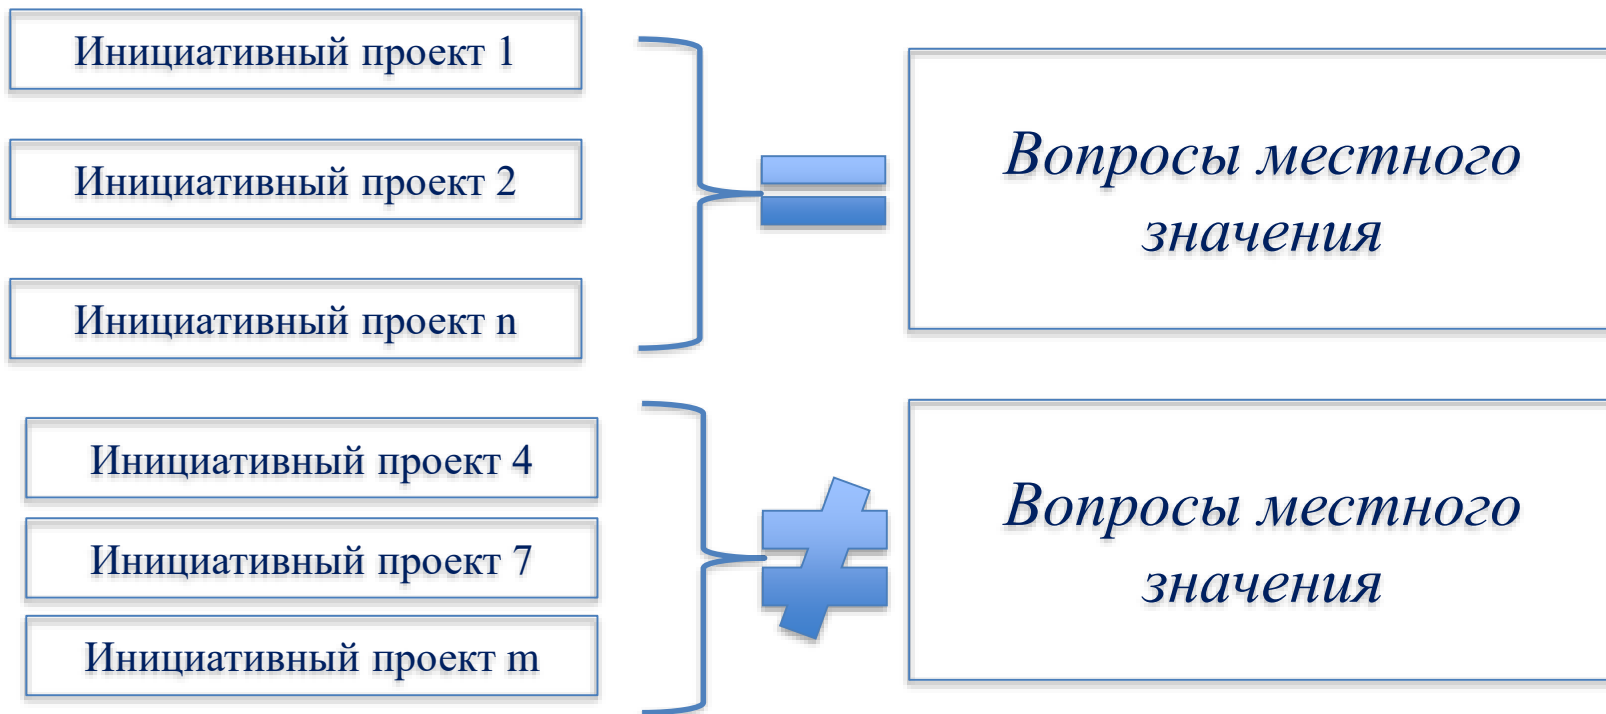 Инициативный проект 1
Инициативный проект 2
Инициативный проект n
Вопросы местного
значения
Инициативный проект 4
Инициативный проект 7
Инициативный проект m
Вопросы местного
значения